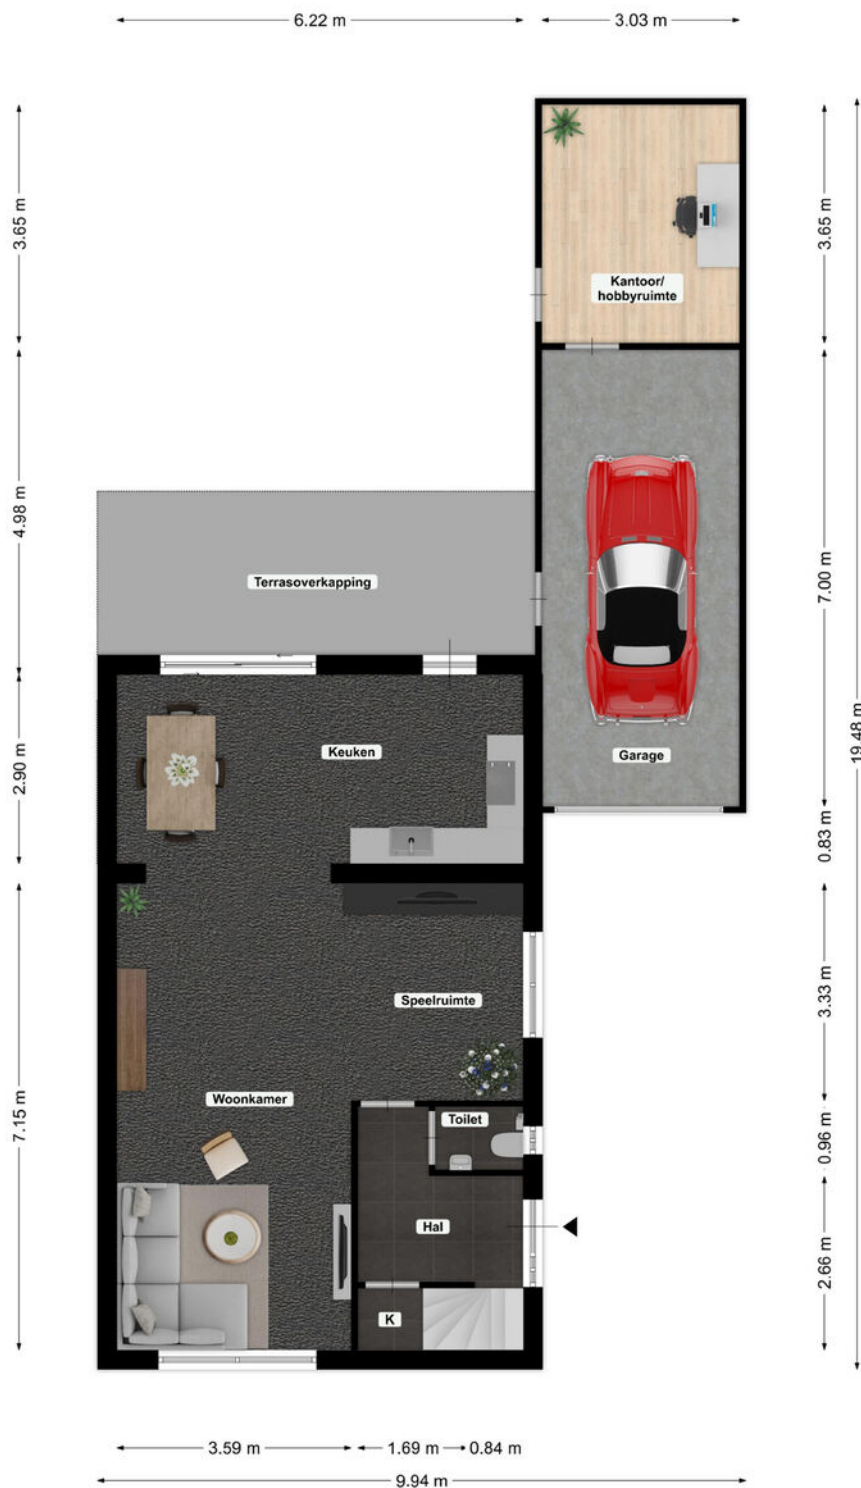 6.22 m
3.03 m
3.65 m
3.65 m
Kantoor/
hobbyruimte
4.98 m
7.00 m
Terrasoverkapping
19.48 m
Keuken
Garage
2.90 m
0.83 m
3.33 m
Speelruimte
Woonkamer
7.15 m
Toilet
0.96 m
Hal
2.66 m
K
3.59 m
1.69 m
0.84 m
9.94 m